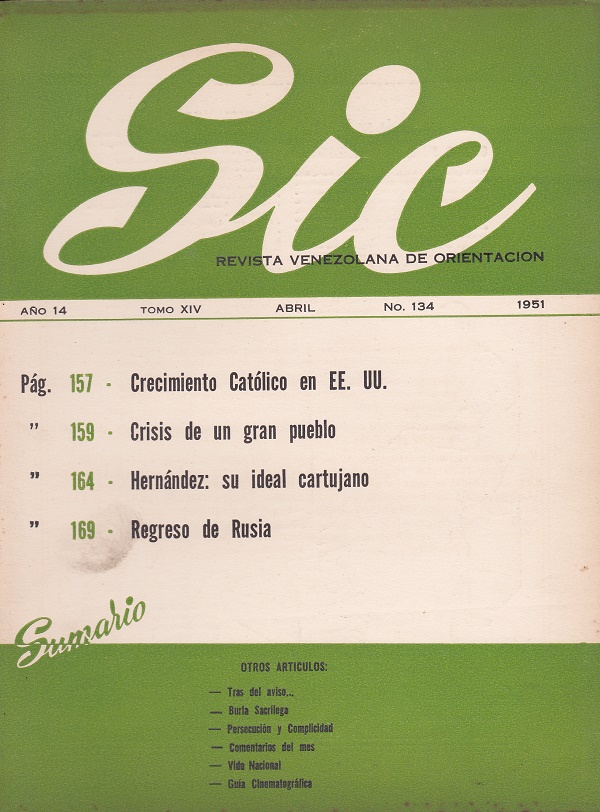 Sic
REVISTA VENEZOLANA DE ORIENTACION
AÑO 14 TOMO XIV ABRIL No. 134 1951
Pág. 157 - Crecimiento Católico en EE. UU.
" 159 - Crisis de un gran pueblo
" 164 - Hernández: su ideal cartujano
" 169 - Regreso de Rusia
Sumario
OTROS ARTICULOS:
— Tras del aviso...
— Burla Sacrílega
— Persecución y Complicidad
— Comentarios del mes
— Vida Nacional
— Guía Cinematográfica